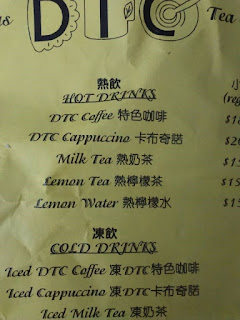 DTC
Tea
熱飲
HOT DRINKS
DTC Coffee 特色咖啡
DTC Cappuccino 卡布奇諾
Milk Tea 熱奶茶
Lemon Tea 熱檸檬茶
Lemon Water 熱檸檬水
凍飲
COLD DRINKS
Iced DTC Coffee 凍DTC特色咖啡
Iced Cappuccino 凍DTC卡布奇諾
Iced Milk Tea 凍奶茶